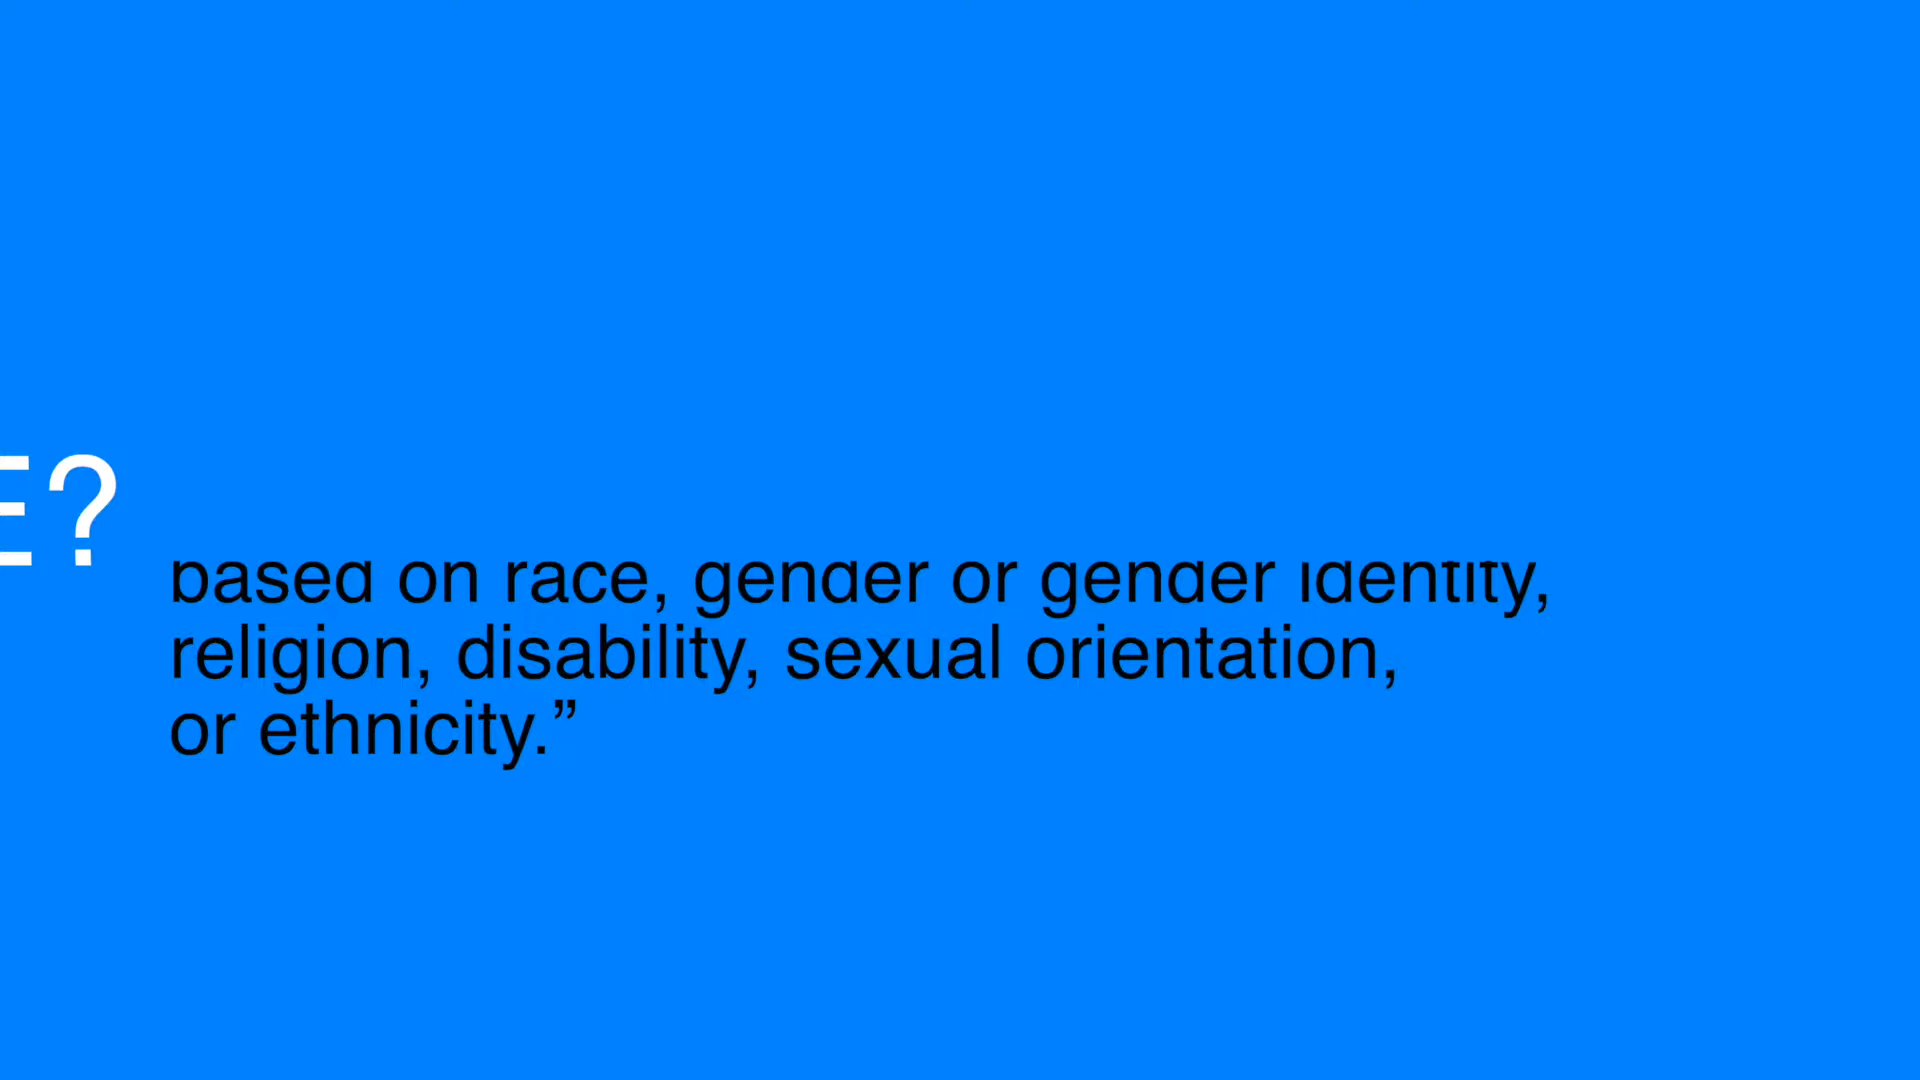 E?
based on race, gender or gender identity,
religion, disability, sexual orientation,
or ethnicity.”